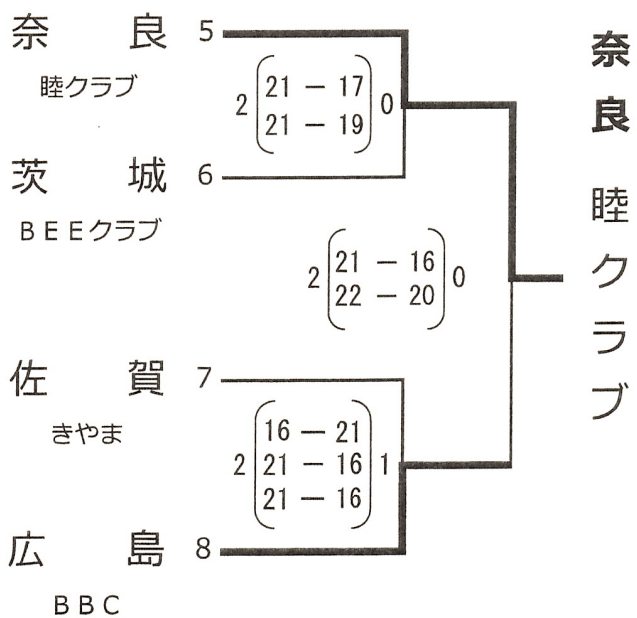 奈良 5
睦クラブ
2 21 － 17 0
21 － 19
茨城 6
ＢＥＥクラブ
2 21 － 16 0
22 － 20
佐賀 7
きやま
16 － 21
2 21 － 16 1
21 － 16
広島 8
ＢＢＣ
奈良 睦クラブ